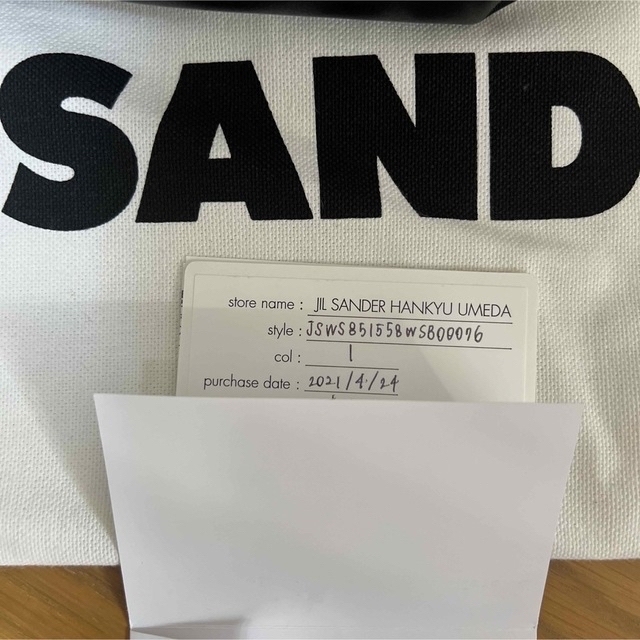 SAND
store name : JIL SANDER HANKYU UMEDA
style : JSWS851558WSB00076
col : 1
purchase date : 2021/4/24